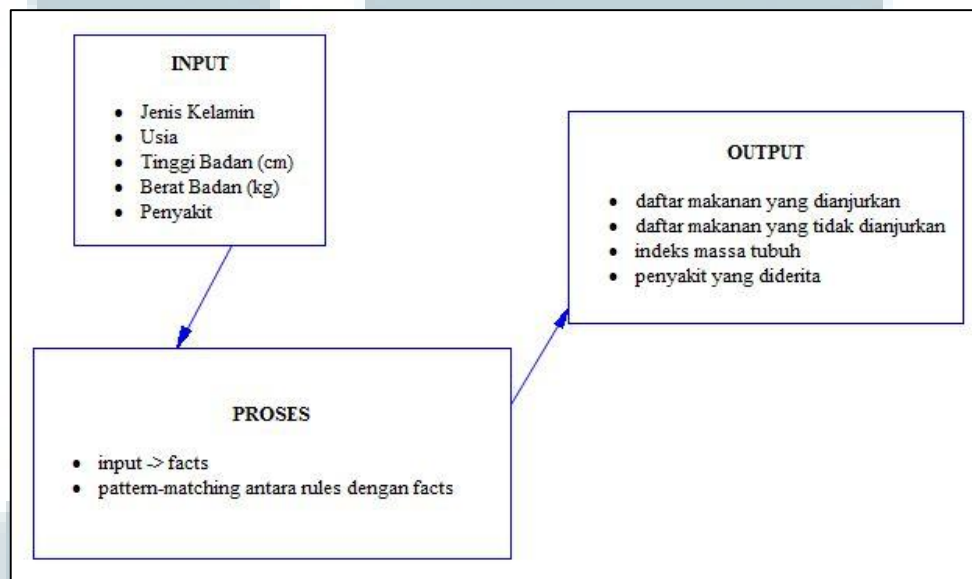 INPUT
• Jenis Kelamin
• Usia
• Tinggi Badan (cm)
• Berat Badan (kg)
• Penyakit
OUTPUT
• daftar makanan yang dianjurkan
• daftar makanan yang tidak dianjurkan
• indeks massa tubuh
• penyakit yang diderita
PROSES
• input -> facts
• pattern-matching antara rules dengan facts